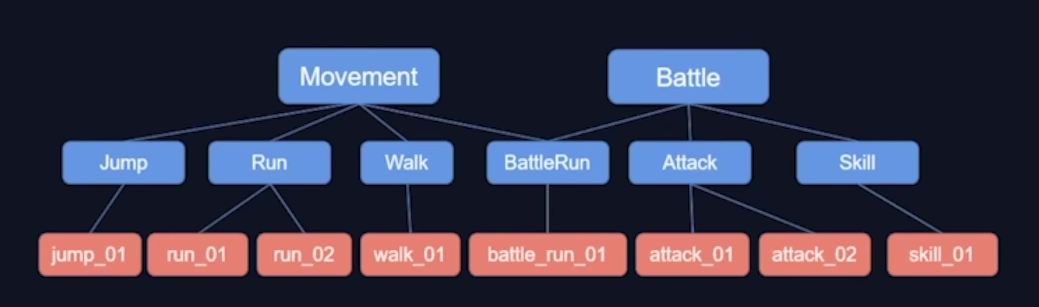 Movement
Battle
Jump
Run
Walk
BattleRun
Attack
Skill
jump_01
run_01
run_02
walk_01
battle_run_01
attack_01
attack_02
skill_01